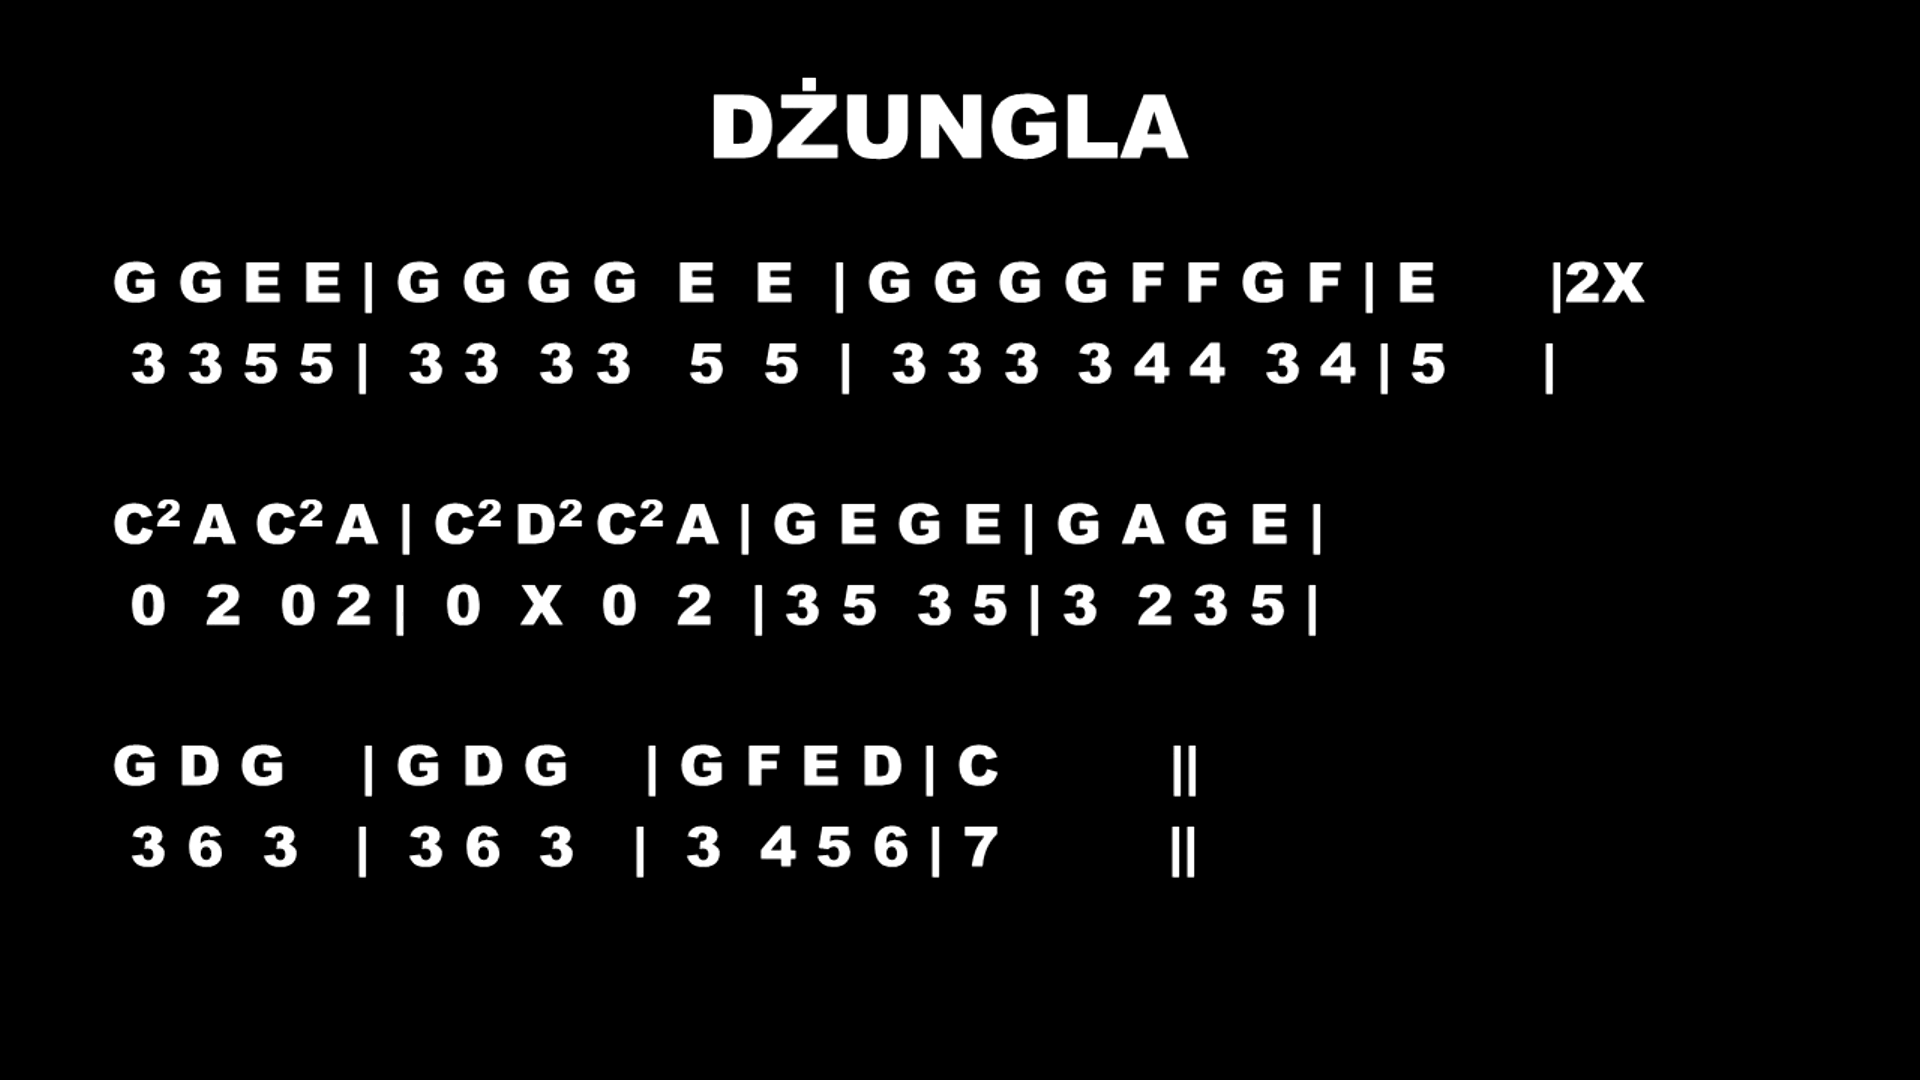 DŻUNGLA
G G E E | G G G G E E | G G G G F F G F | E |2X
3 3 5 5 | 3 3 3 3 5 5 | 3 3 3 3 4 4 3 4 | 5 |
C² A C² A | C² D² C² A | G E G E | G A G E |
0 2 0 2 | 0 X 0 2 | 3 5 3 5 | 3 2 3 5 |
G D G | G D G | G F E D | C ||
3 6 3 | 3 6 3 | 3 4 5 6 | 7 ||